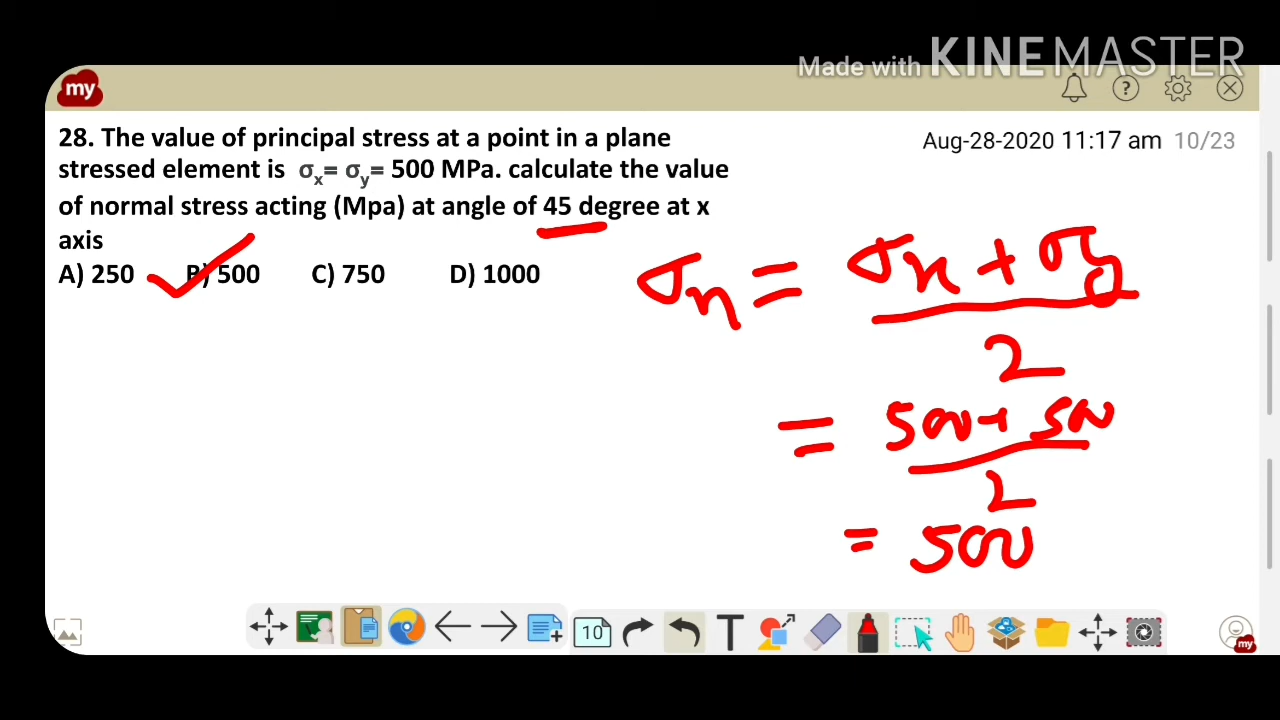 Made with KINEMASTER
my
28. The value of principal stress at a point in a plane
stressed element is σx= σy= 500 MPa. calculate the value
of normal stress acting (Mpa) at angle of 45 degree at x
axis
A) 250 B) 500 C) 750 D) 1000
Aug-28-2020 11:17 am 10/23
σn = σx + σy
2
= 500 + 500
2
= 500
T
10
my